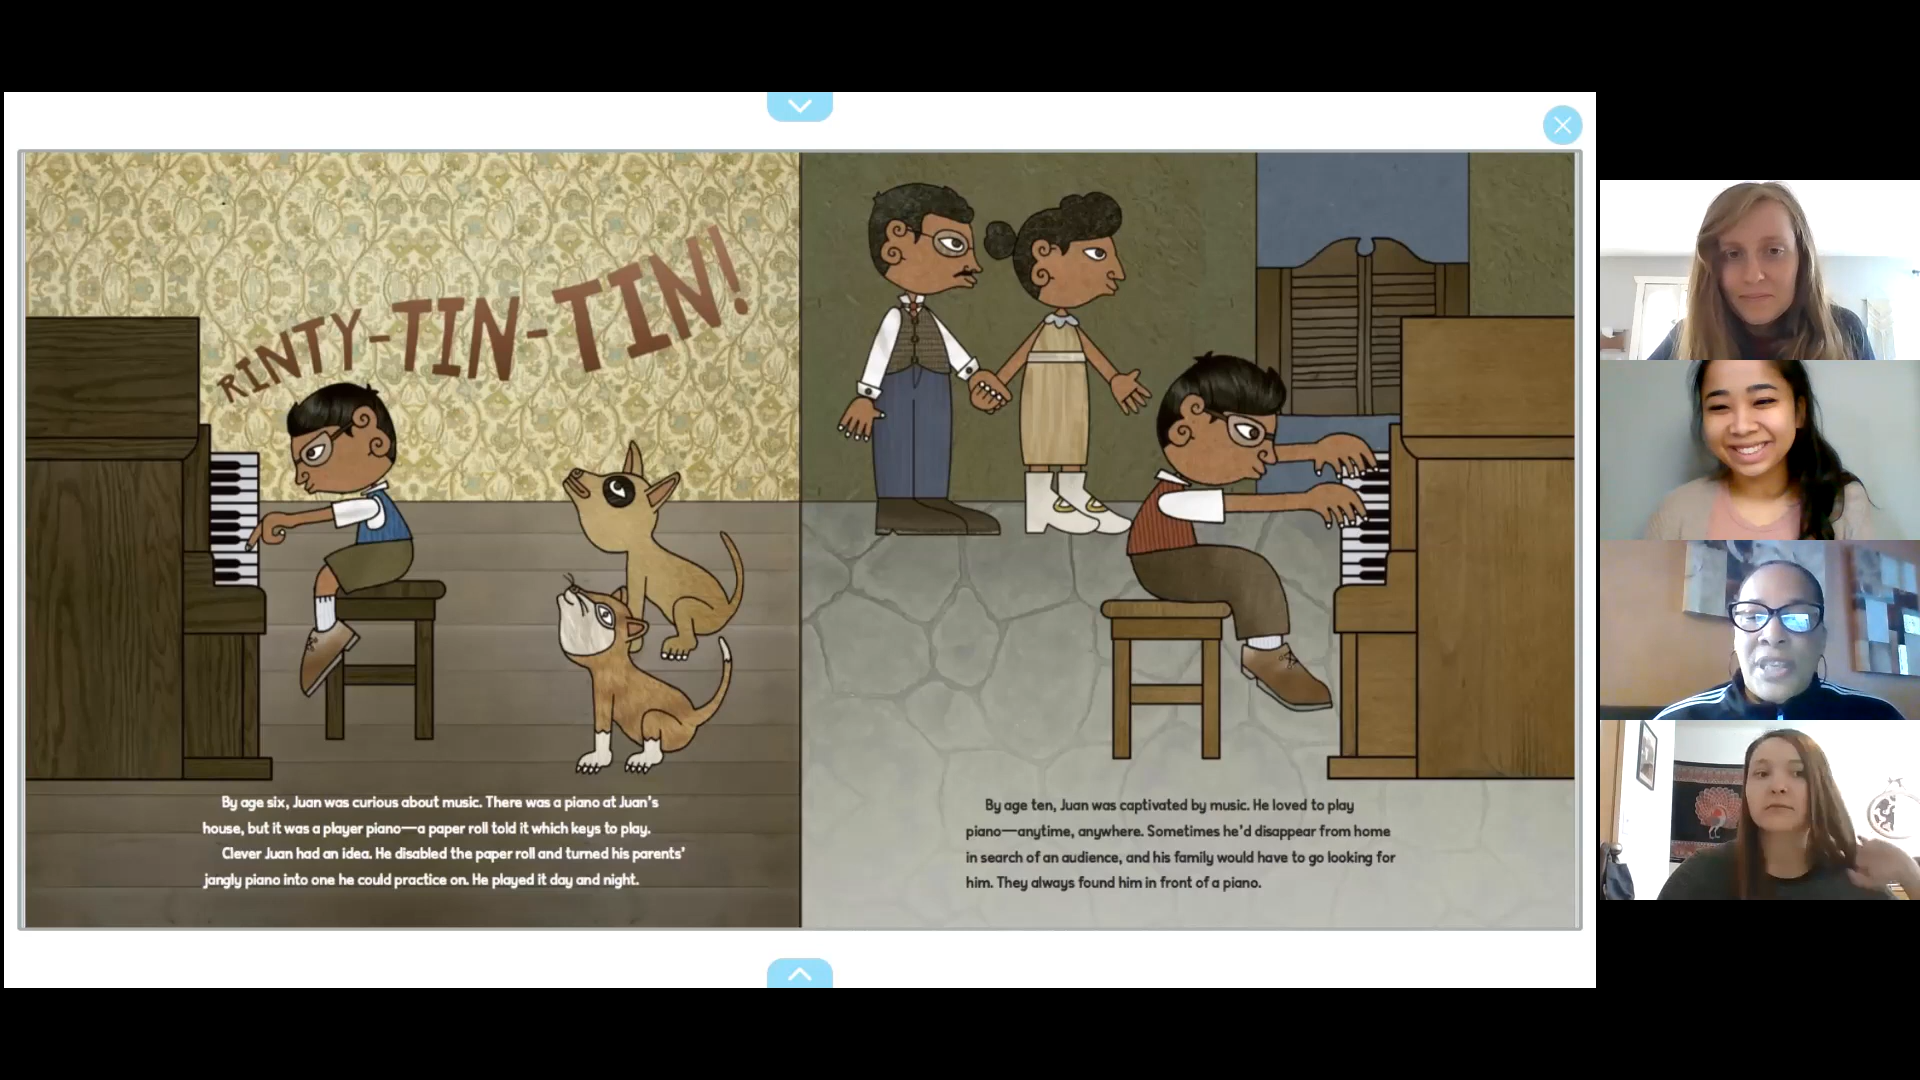 RINTY-TIN-TIN!
By age six, Juan was curious about music. There was a piano at Juan's
house, but it was a player piano—a paper roll told it which keys to play.
Clever Juan had an idea. He disabled the paper roll and turned his parents'
jangly piano into one he could practice on. He played it day and night.
By age ten, Juan was captivated by music. He loved to play
piano—anytime, anywhere. Sometimes he'd disappear from home
in search of an audience, and his family would have to go looking for
him. They always found him in front of a piano.